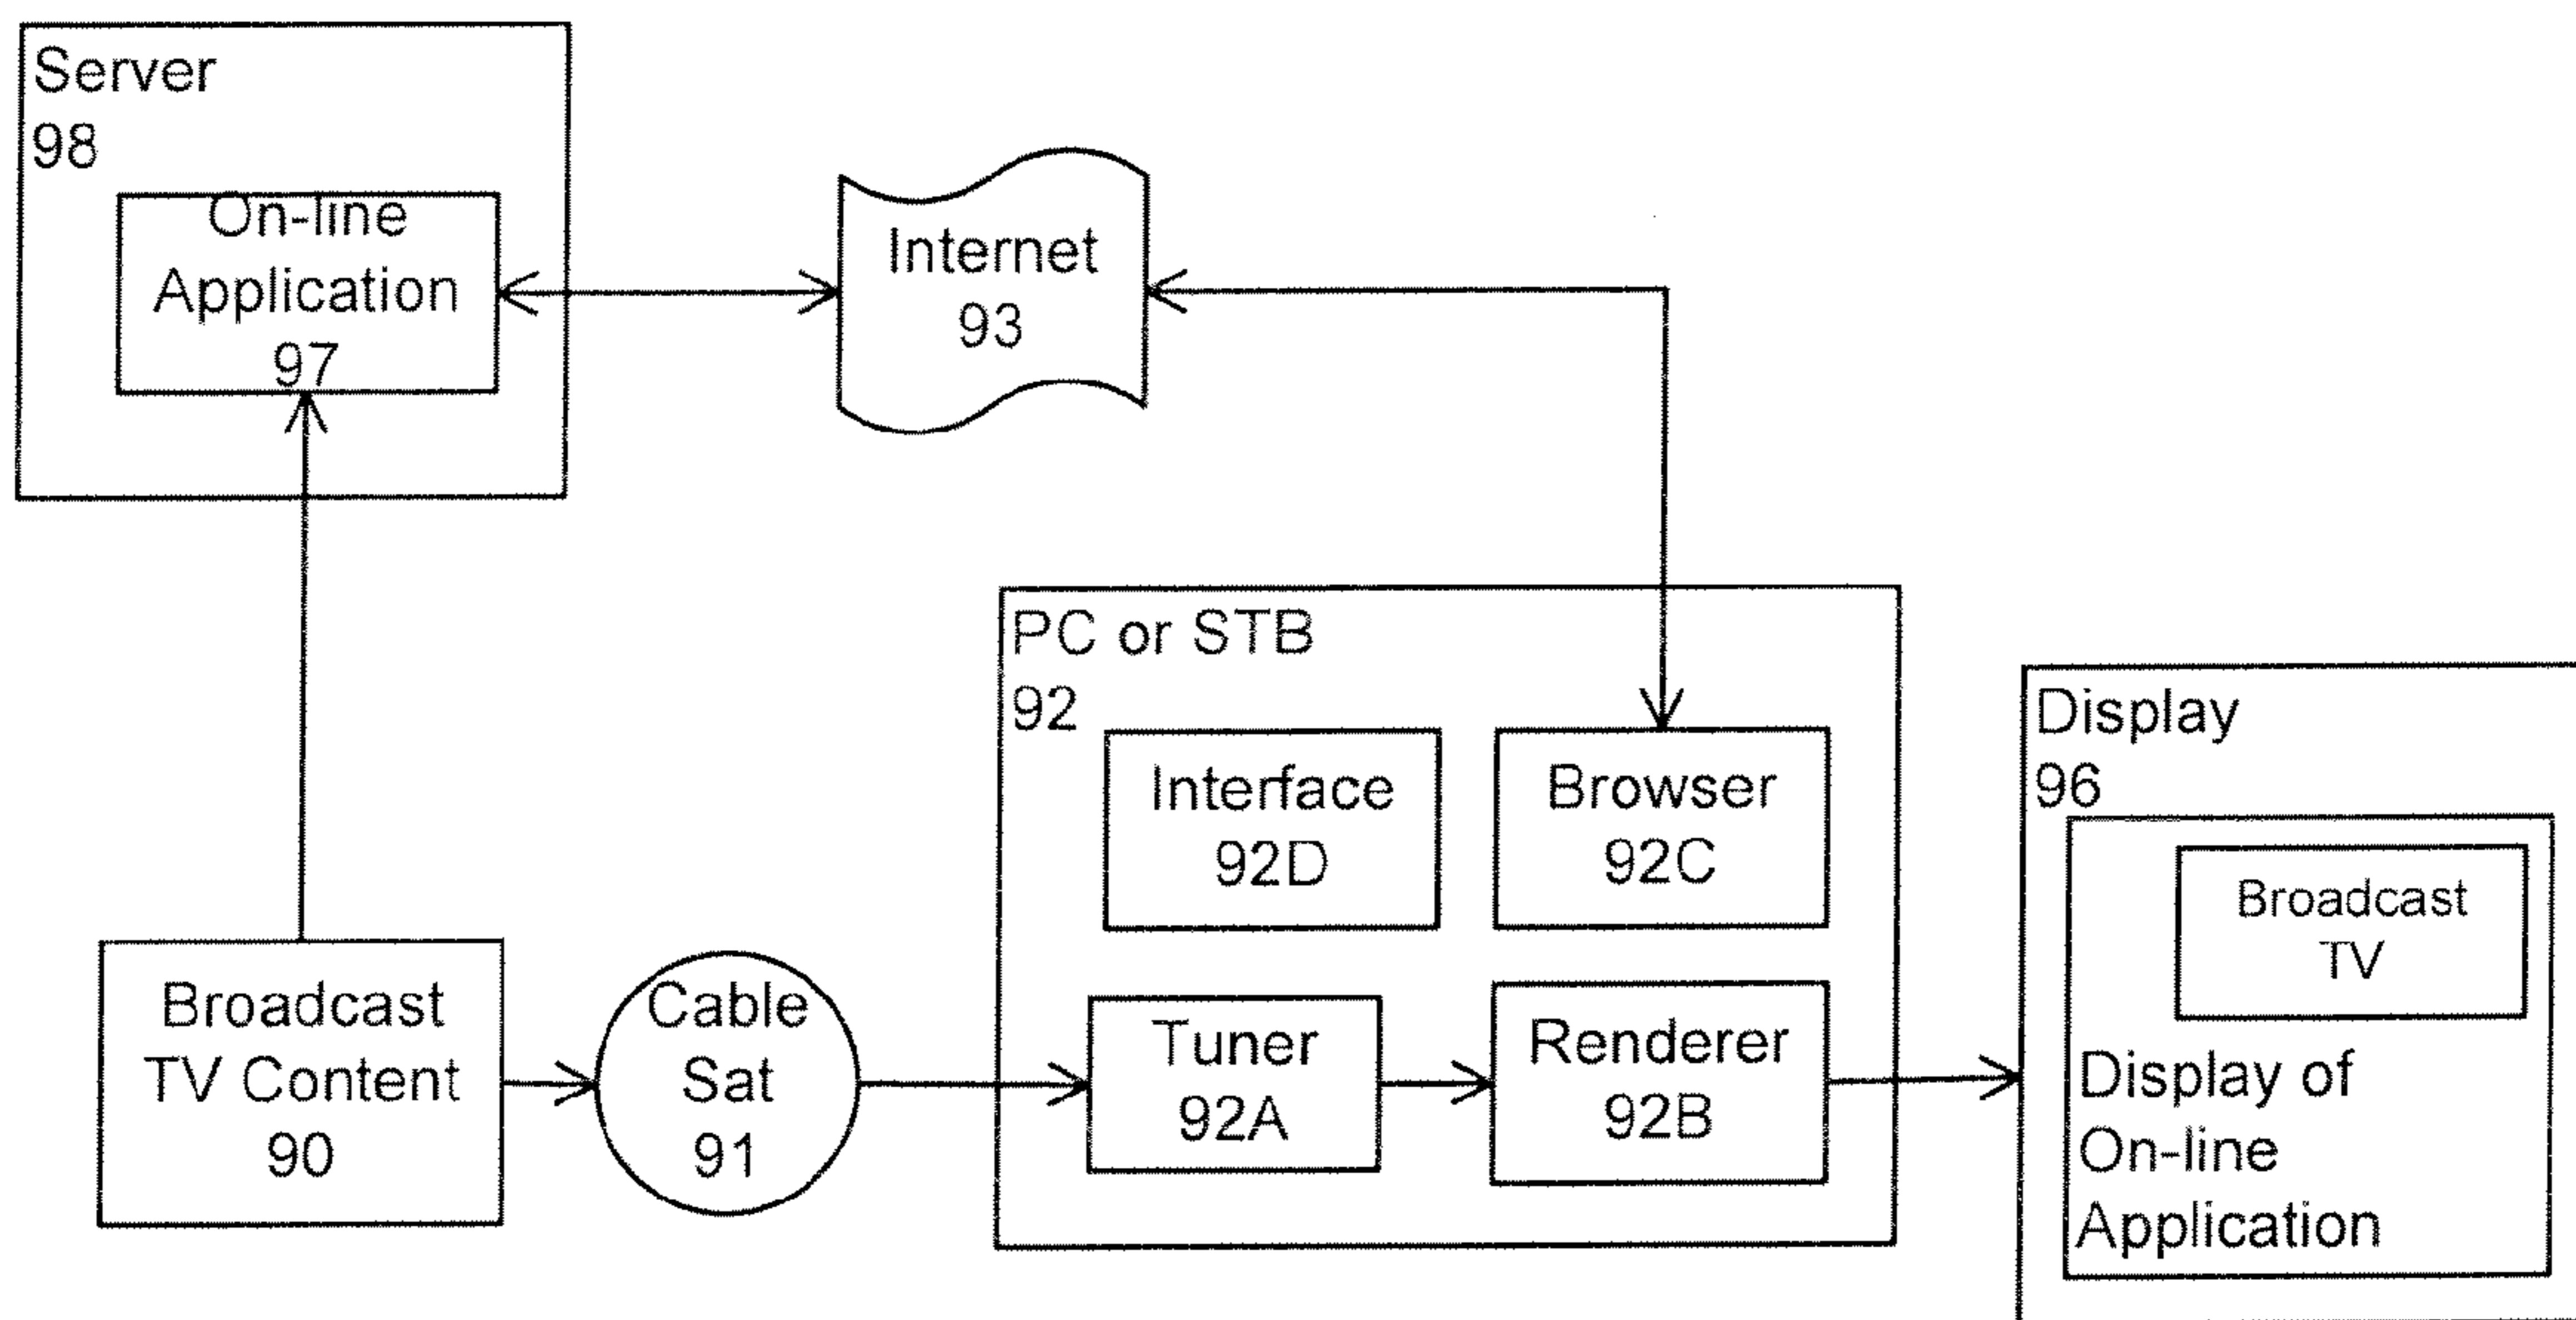 Server
98
On-line
Application
97
Internet
93
PC or STB
92
Interface
92D
Browser
92C
Display
96
Broadcast
TV
Broadcast
TV Content
90
Cable
Sat
91
Tuner
92A
Renderer
92B
Display of
On-line
Application